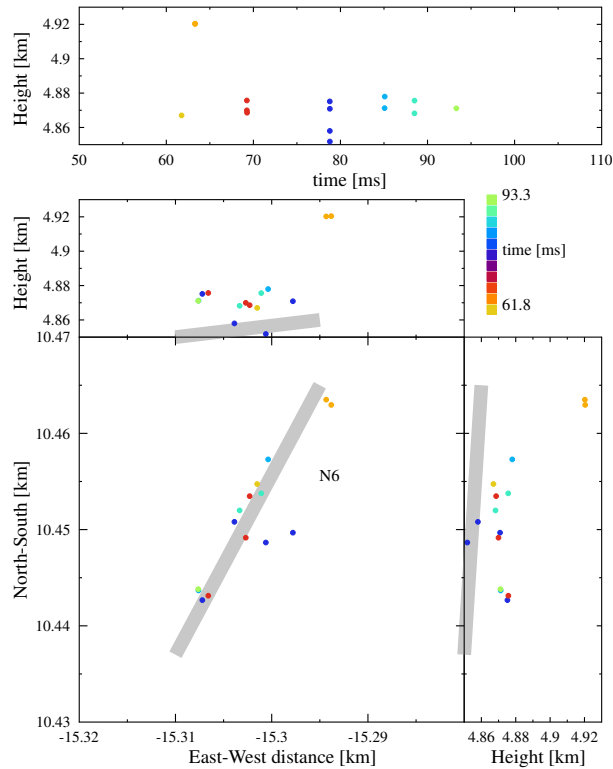 4.92
4.9
4.88
4.86
Height [km]
50 60 70 80 90 100 110
time [ms]
4.92
4.9
4.88
4.86
Height [km]
93.3
time [ms]
61.8
10.47
10.46
10.45
10.44
10.43
North-South [km]
N6
-15.32 -15.31 -15.3 -15.29
East-West distance [km]
4.86 4.88 4.9 4.92
Height [km]